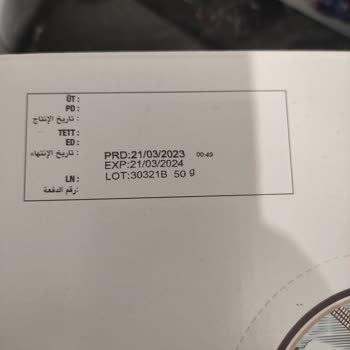 ÜT :
PD :
تاريخ الإنتاج :
TETT :
ED :
تاريخ الإنتهاء :
PRD:21/03/2023 00:49
EXP:21/03/2024
LN : LOT:30321B 50 g
رقم الدفعة: